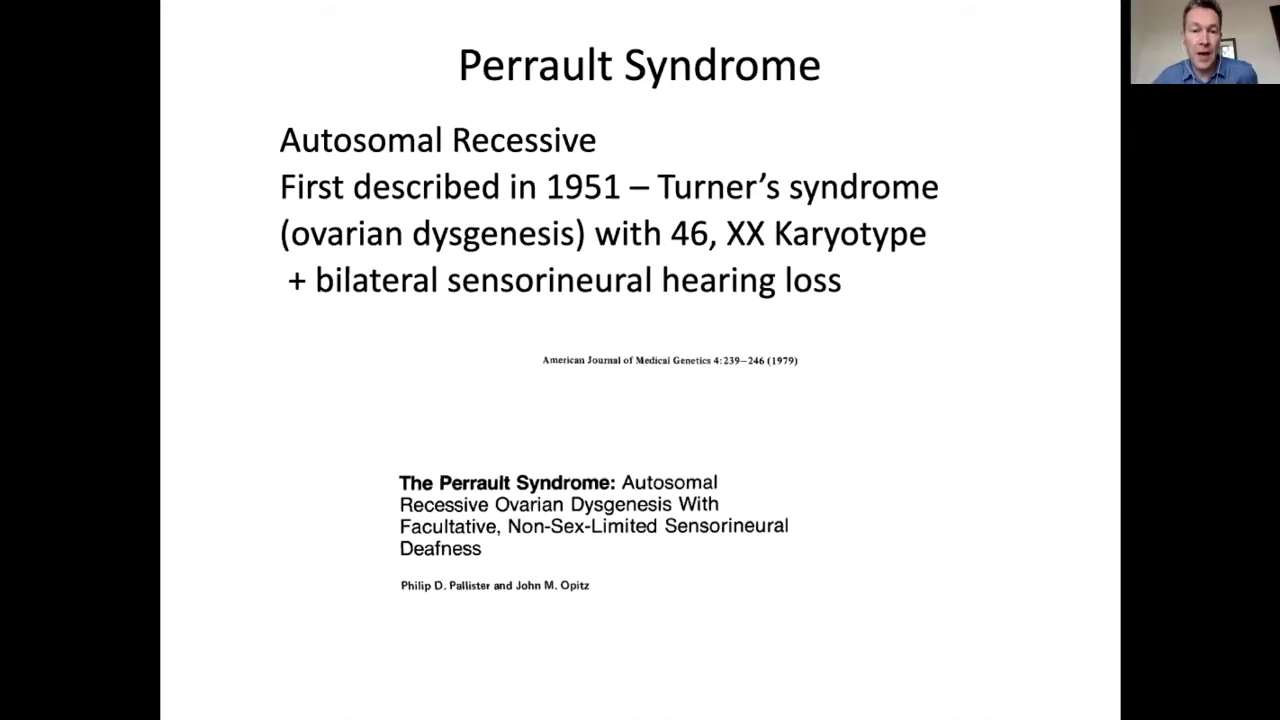 Perrault Syndrome
Autosomal Recessive
First described in 1951 – Turner’s syndrome
(ovarian dysgenesis) with 46, XX Karyotype
+ bilateral sensorineural hearing loss
American Journal of Medical Genetics 4:239–246 (1979)
The Perrault Syndrome: Autosomal
Recessive Ovarian Dysgenesis With
Facultative, Non-Sex-Limited Sensorineural
Deafness
Philip D. Pallister and John M. Opitz